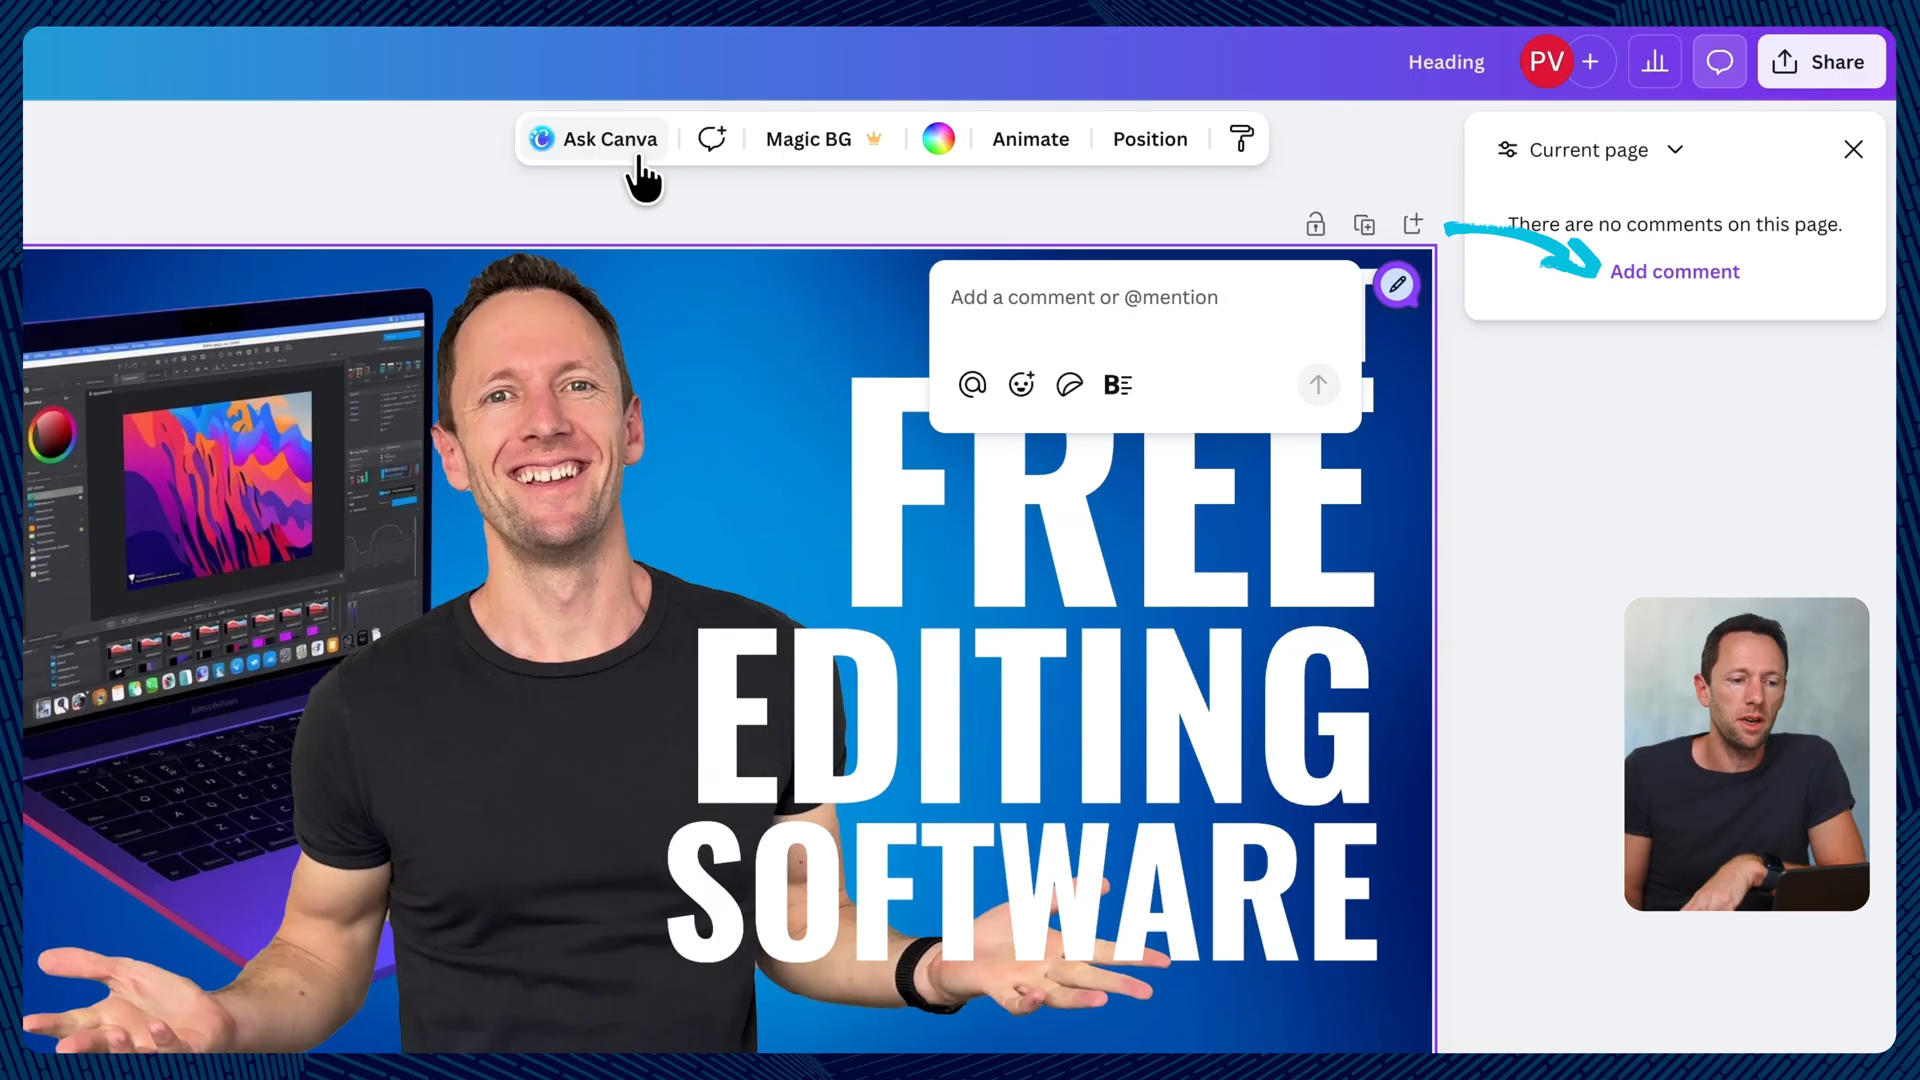 Heading
PV
Share
Ask Canva
Magic BG
Animate
Position
Current page
There are no comments on this page.
Add comment
Add a comment or @mention
B
FREE
EDITING
SOFTWARE